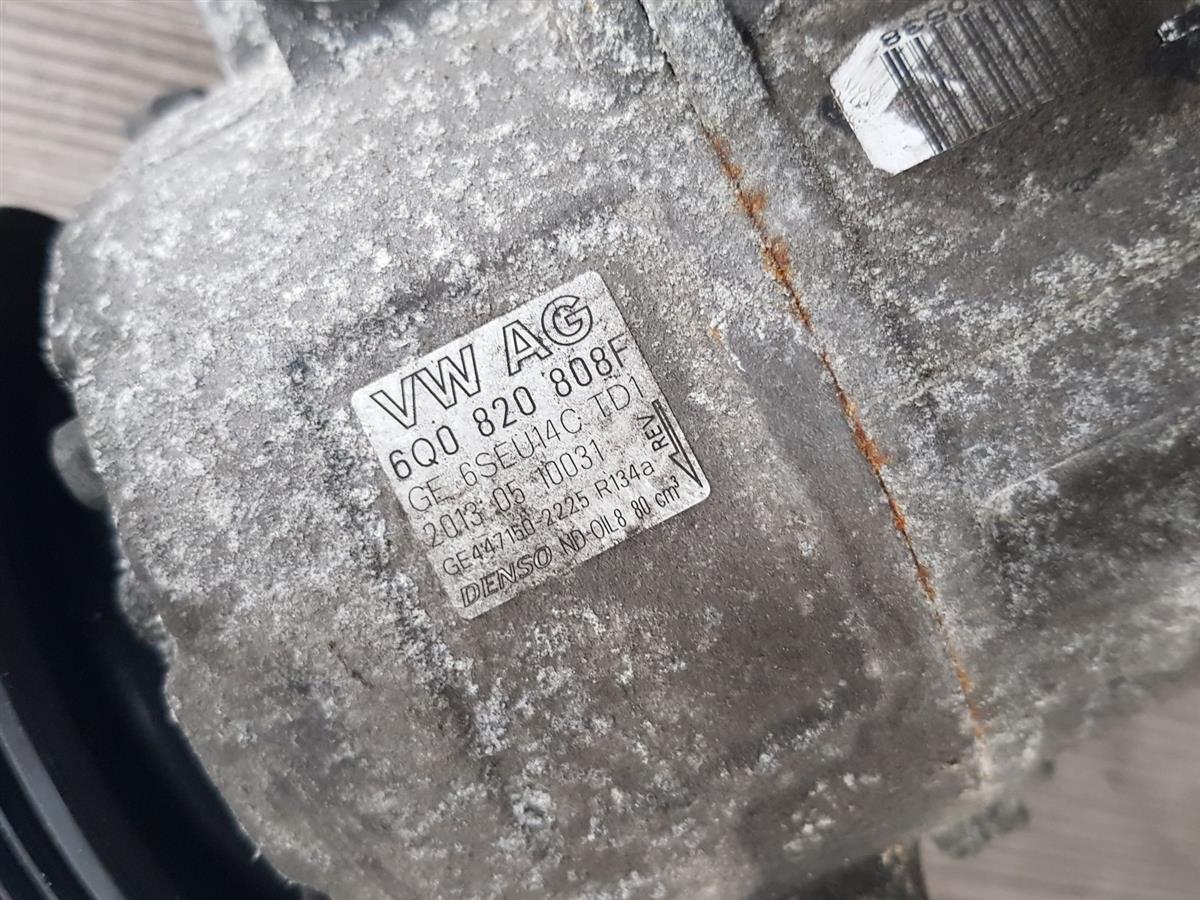 VW AG
6Q0 820 808F
GE 6SEU14C TD1
2013 05 10031
REV
GE447150-2225 R134a
DENSO ND-OIL8 80 cm³